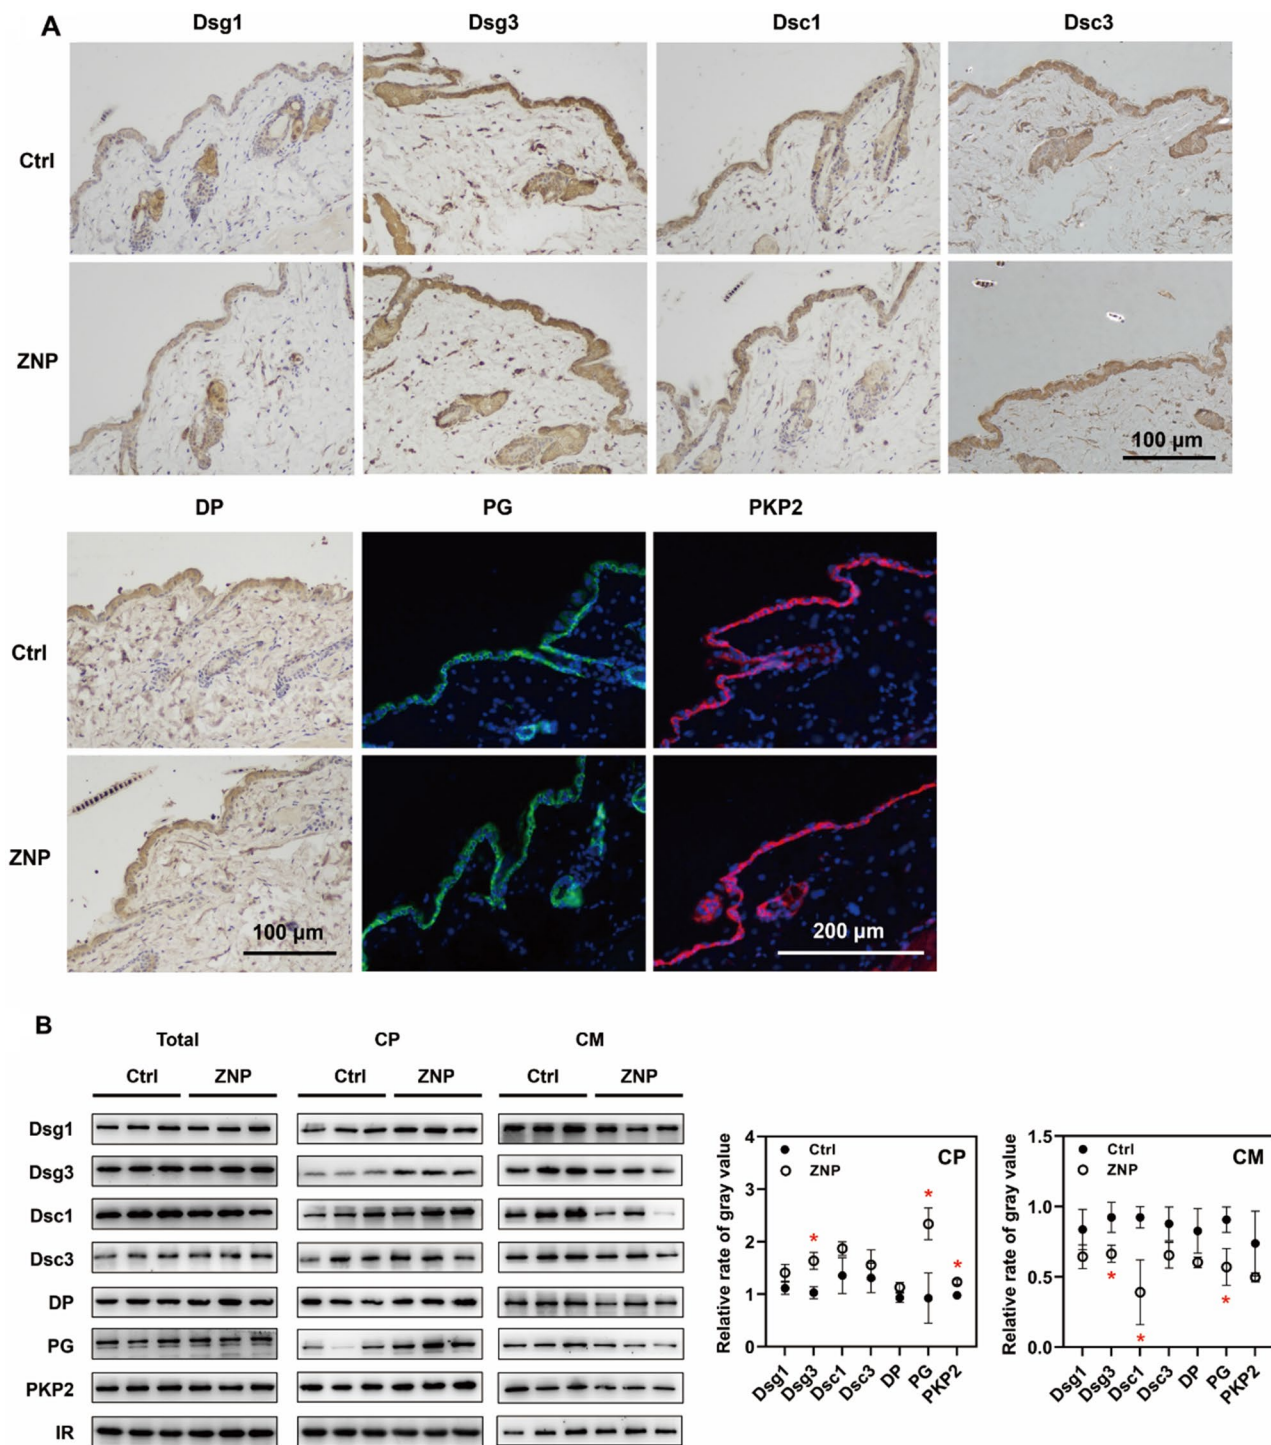 A
Dsg1 Dsg3 Dsc1 Dsc3
Ctrl
ZNP
100 µm
DP PG PKP2
Ctrl
ZNP
100 µm
200 µm
B
Total CP CM
Ctrl ZNP Ctrl ZNP Ctrl ZNP
Dsg1
Dsg3
Dsc1
Dsc3
DP
PG
PKP2
IR
Relative rate of gray value
4
3
2
1
0
Ctrl
ZNP
CP
*
*
*
Dsg1 Dsg3 Dsc1 Dsc3 DP PG PKP2
Relative rate of gray value
1.5
1.0
0.5
0.0
Ctrl
ZNP
CM
*
*
*
Dsg1 Dsg3 Dsc1 Dsc3 DP PG PKP2